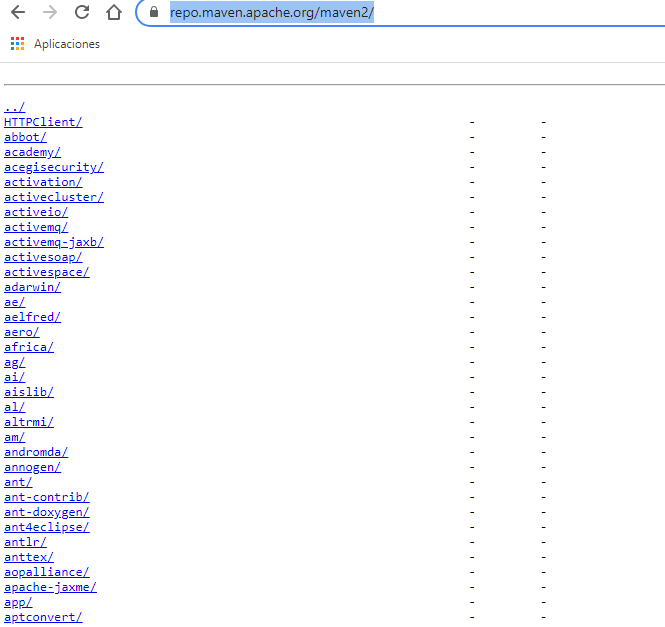 repo.maven.apache.org/maven2/
Aplicaciones
../
HTTPClient/ - -
abbot/ - -
academy/ - -
acegisecurity/ - -
activation/ - -
activecluster/ - -
activeio/ - -
activemq/ - -
activemq-jaxb/ - -
activesoap/ - -
activespace/ - -
adarwin/ - -
ae/ - -
aelfred/ - -
aero/ - -
africa/ - -
ag/ - -
ai/ - -
aislib/ - -
al/ - -
altrmi/ - -
am/ - -
andromda/ - -
annogen/ - -
ant/ - -
ant-contrib/ - -
ant-doxygen/ - -
ant4eclipse/ - -
antlr/ - -
anttex/ - -
aopalliance/ - -
apache-jaxme/ - -
app/ - -
aptconvert/ - -